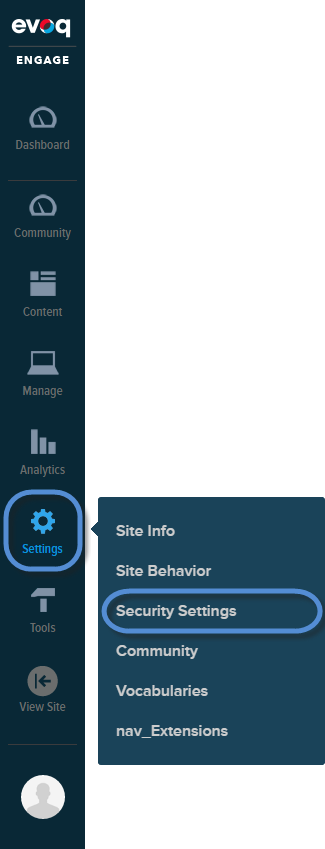 evoq
ENGAGE
Dashboard
Community
Content
Manage
Analytics
Settings
Tools
View Site
Site Info
Site Behavior
Security Settings
Community
Vocabularies
nav_Extensions